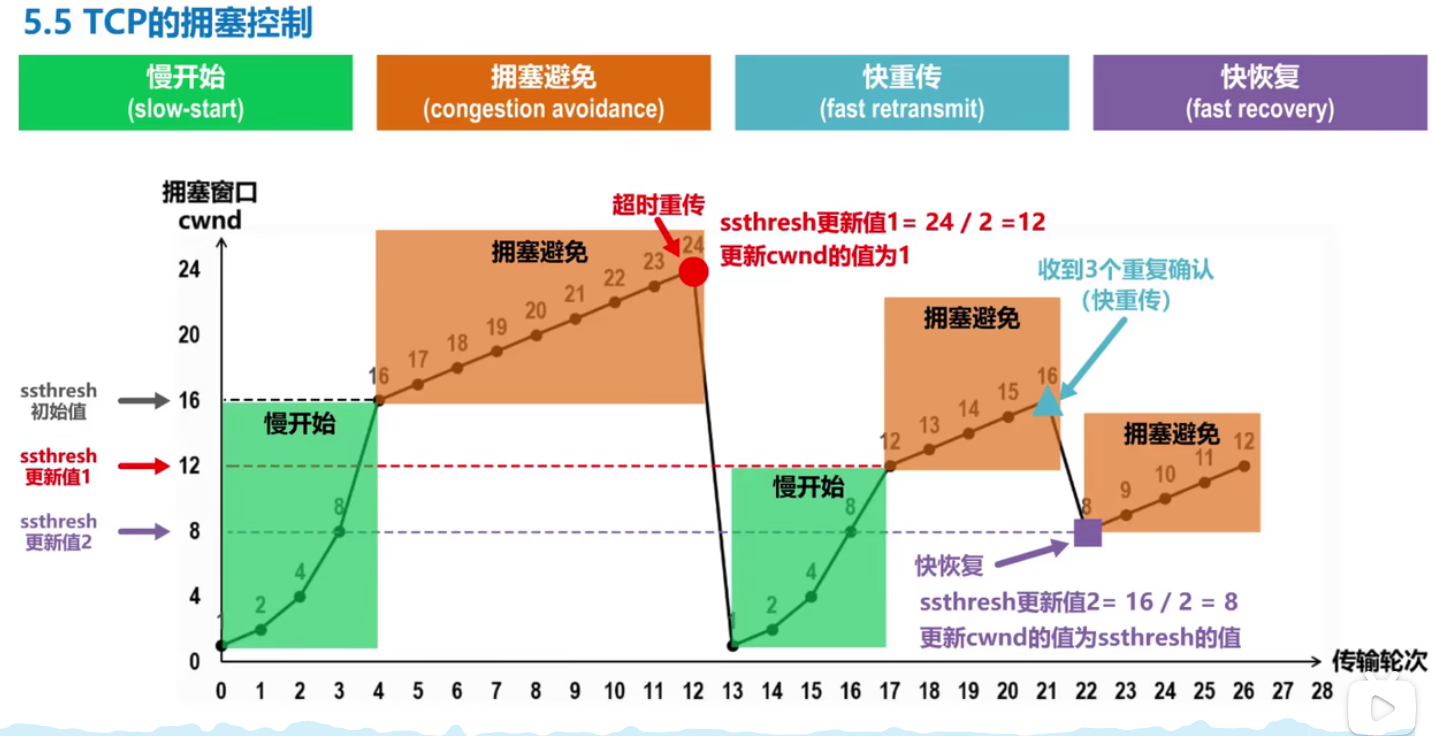 5.5 TCP的拥塞控制
慢开始
(slow-start)
拥塞避免
(congestion avoidance)
快重传
(fast retransmit)
快恢复
(fast recovery)
拥塞窗口
cwnd
超时重传
ssthresh更新值1= 24 / 2 =12
更新cwnd的值为1
收到3个重复确认
（快重传）
拥塞避免
拥塞避免
拥塞避免
慢开始
慢开始
24
20
16
12
8
4
0
ssthresh
初始值
ssthresh
更新值1
ssthresh
更新值2
2
4
8
16
17
18
19
20
21
22
23
24
1
2
4
8
12
13
14
15
16
8
9
10
11
12
快恢复
ssthresh更新值2= 16 / 2 = 8
更新cwnd的值为ssthresh的值
传输轮次
0 1 2 3 4 5 6 7 8 9 10 11 12 13 14 15 16 17 18 19 20 21 22 23 24 25 26 27 28